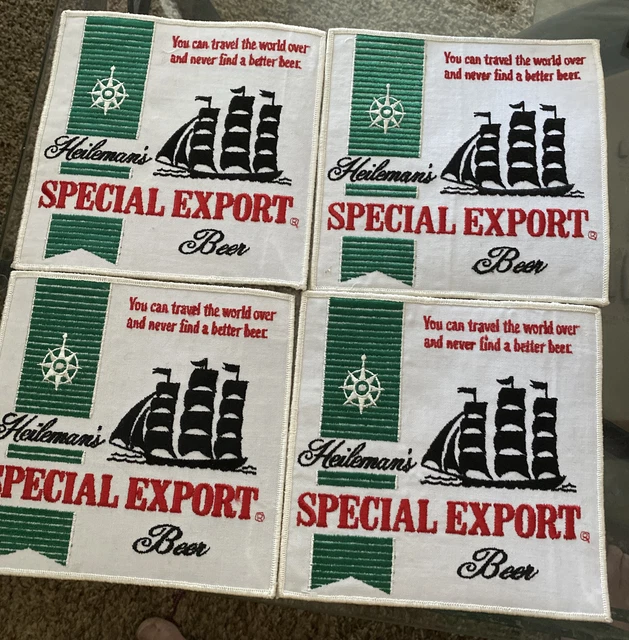 You can travel the world over
and never find a better beer.
Heileman's
SPECIAL EXPORT®
Beer
You can travel the world over
and never find a better beer.
Heileman's
SPECIAL EXPORT®
Beer
You can travel the world over
and never find a better beer.
Heileman's
SPECIAL EXPORT®
Beer
You can travel the world over
and never find a better beer.
Heileman's
SPECIAL EXPORT®
Beer